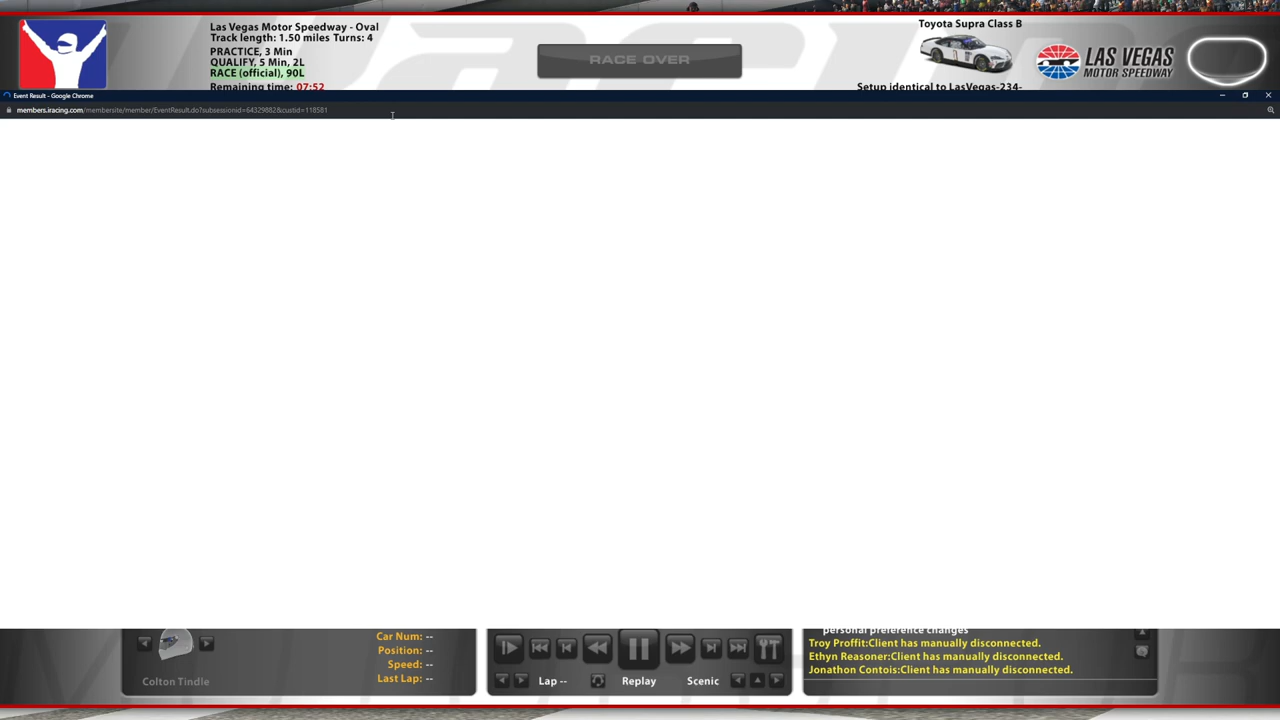 Las Vegas Motor Speedway - Oval
Track length: 1.50 miles Turns: 4
PRACTICE, 3 Min
QUALIFY, 5 Min, 2L
RACE (official), 90L
Remaining time: 07:52
RACE OVER
Toyota Supra Class B
LAS VEGAS
MOTOR SPEEDWAY
Setup identical to LasVegas-234-
Event Result - Google Chrome
members.iracing.com/membersite/member/EventResult.do?subsessionid=64329882&custid=118581
Colton Tindle
Car Num: --
Position: --
Speed: --
Last Lap: --
Lap --
Replay
Scenic
personal preference changes
Troy Proffit:Client has manually disconnected.
Ethyn Reasoner:Client has manually disconnected.
Jonathon Contois:Client has manually disconnected.